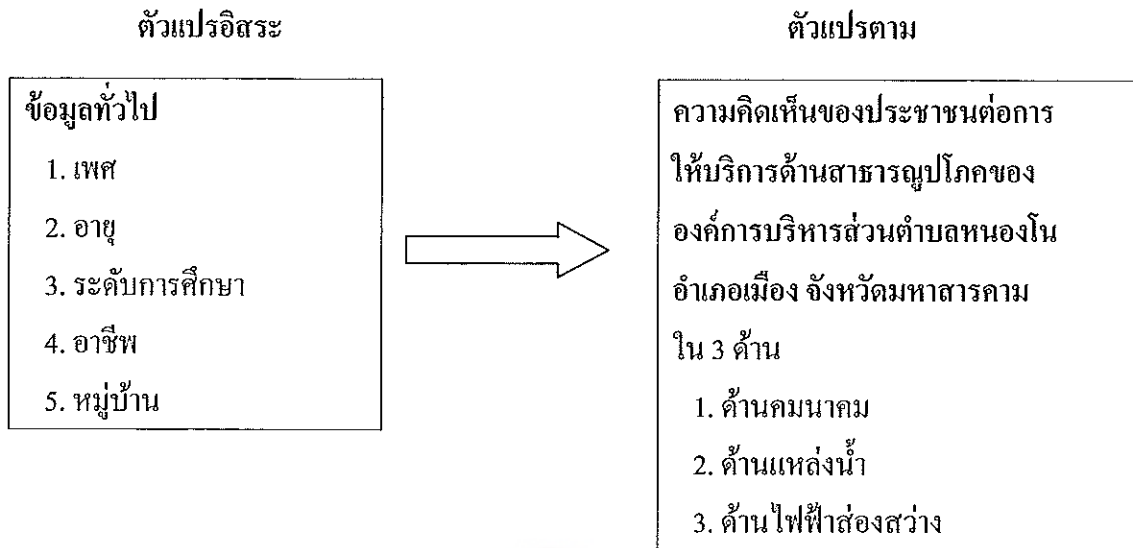 ตัวแปรอิสระ
ข้อมูลทั่วไป
1. เพศ
2. อายุ
3. ระดับการศึกษา
4. อาชีพ
5. หมู่บ้าน
ตัวแปรตาม
ความคิดเห็นของประชาชนต่อการ
ให้บริการด้านสาธารณูปโภคของ
องค์การบริหารส่วนตำบลหนองโน
อำเภอเมือง จังหวัดมหาสารคาม
ใน 3 ด้าน
1. ด้านคมนาคม
2. ด้านแหล่งน้ำ
3. ด้านไฟฟ้าส่องสว่าง